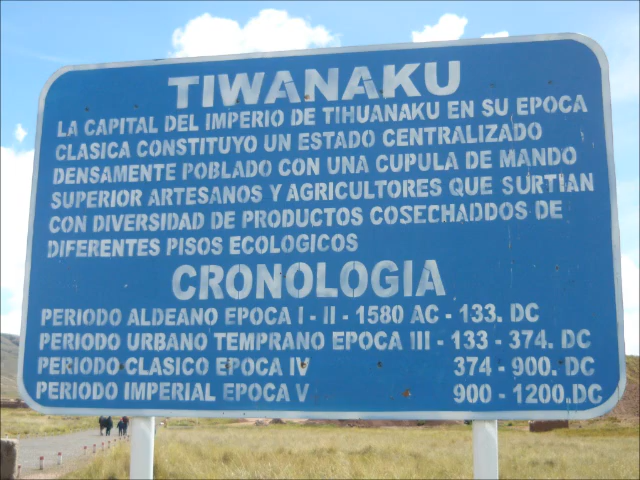 TIWANAKU
LA CAPITAL DEL IMPERIO DE TIHUANAKU EN SU EPOCA
CLASICA CONSTITUYO UN ESTADO CENTRALIZADO
DENSAMENTE POBLADO CON UNA CUPULA DE MANDO
SUPERIOR ARTESANOS Y AGRICULTORES QUE SURTIAN
CON DIVERSIDAD DE PRODUCTOS COSECHADDOS DE
DIFERENTES PISOS ECOLOGICOS
CRONOLOGIA
PERIODO ALDEANO EPOCA I - II - 1580 AC - 133. DC
PERIODO URBANO TEMPRANO EPOCA III - 133 - 374. DC
PERIODO CLASICO EPOCA IV 374 - 900. DC
PERIODO IMPERIAL EPOCA V 900 - 1200.DC